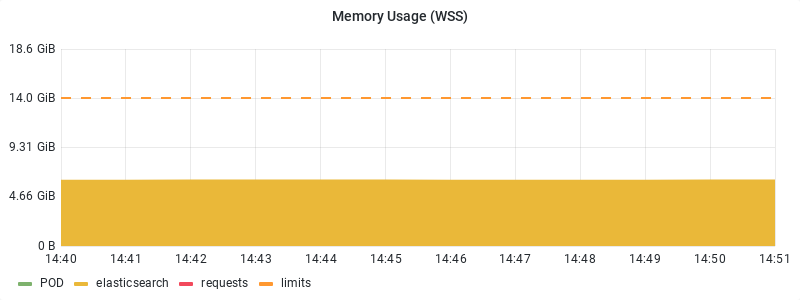 Memory Usage (WSS)
18.6 GiB
14.0 GiB
9.31 GiB
4.66 GiB
0 B
14:40 14:41 14:42 14:43 14:44 14:45 14:46 14:47 14:48 14:49 14:50 14:51
POD elasticsearch requests limits